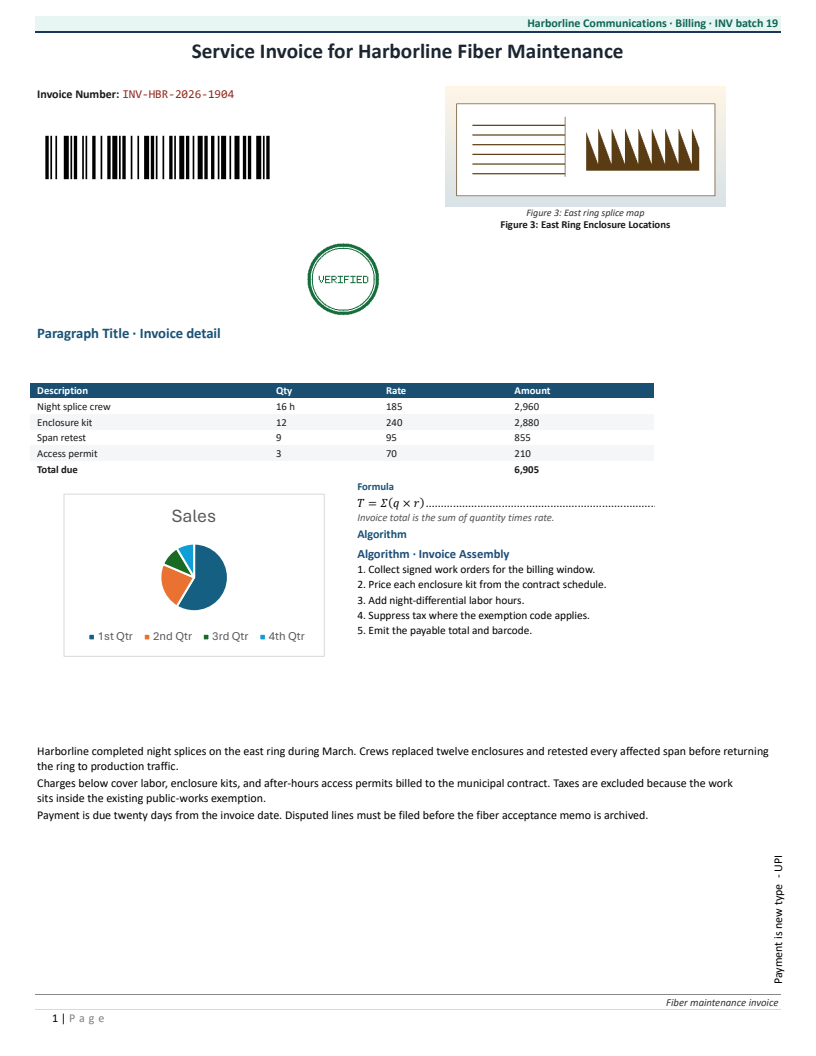 Harborline Communications · Billing · INV batch 19
Service Invoice for Harborline Fiber Maintenance
Invoice Number: INV-HBR-2026-1904
Figure 3: East ring splice map
Figure 3: East Ring Enclosure Locations
VERIFIED
Paragraph Title · Invoice detail
Description Qty Rate Amount
Night splice crew 16 h 185 2,960
Enclosure kit 12 240 2,880
Span retest 9 95 855
Access permit 3 70 210
Total due 6,905
Sales
1st Qtr 2nd Qtr 3rd Qtr 4th Qtr
Formula
T = Σ(q × r)................................................................................
Invoice total is the sum of quantity times rate.
Algorithm
Algorithm · Invoice Assembly
1. Collect signed work orders for the billing window.
2. Price each enclosure kit from the contract schedule.
3. Add night-differential labor hours.
4. Suppress tax where the exemption code applies.
5. Emit the payable total and barcode.
Harborline completed night splices on the east ring during March. Crews replaced twelve enclosures and retested every affected span before returning
the ring to production traffic.
Charges below cover labor, enclosure kits, and after-hours access permits billed to the municipal contract. Taxes are excluded because the work
sits inside the existing public-works exemption.
Payment is due twenty days from the invoice date. Disputed lines must be filed before the fiber acceptance memo is archived.
Payment is new type - UPI
Fiber maintenance invoice
1 | Page